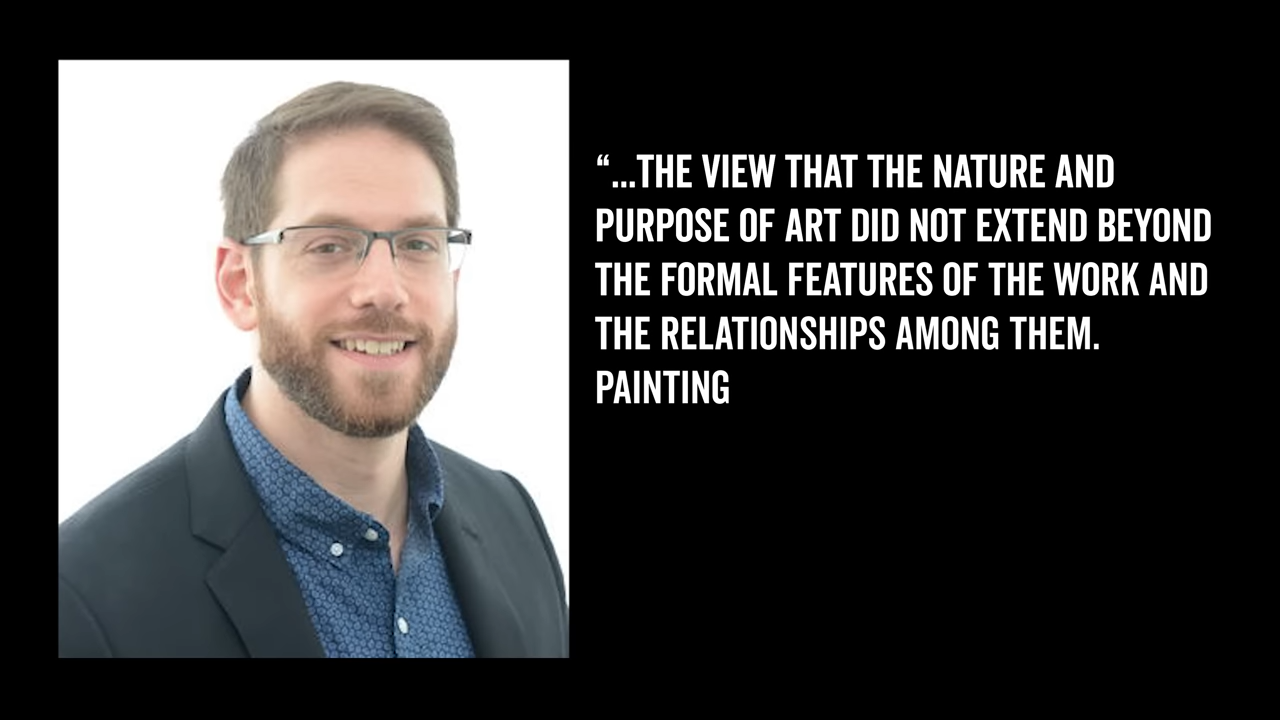 “...THE VIEW THAT THE NATURE AND
PURPOSE OF ART DID NOT EXTEND BEYOND
THE FORMAL FEATURES OF THE WORK AND
THE RELATIONSHIPS AMONG THEM.
PAINTING